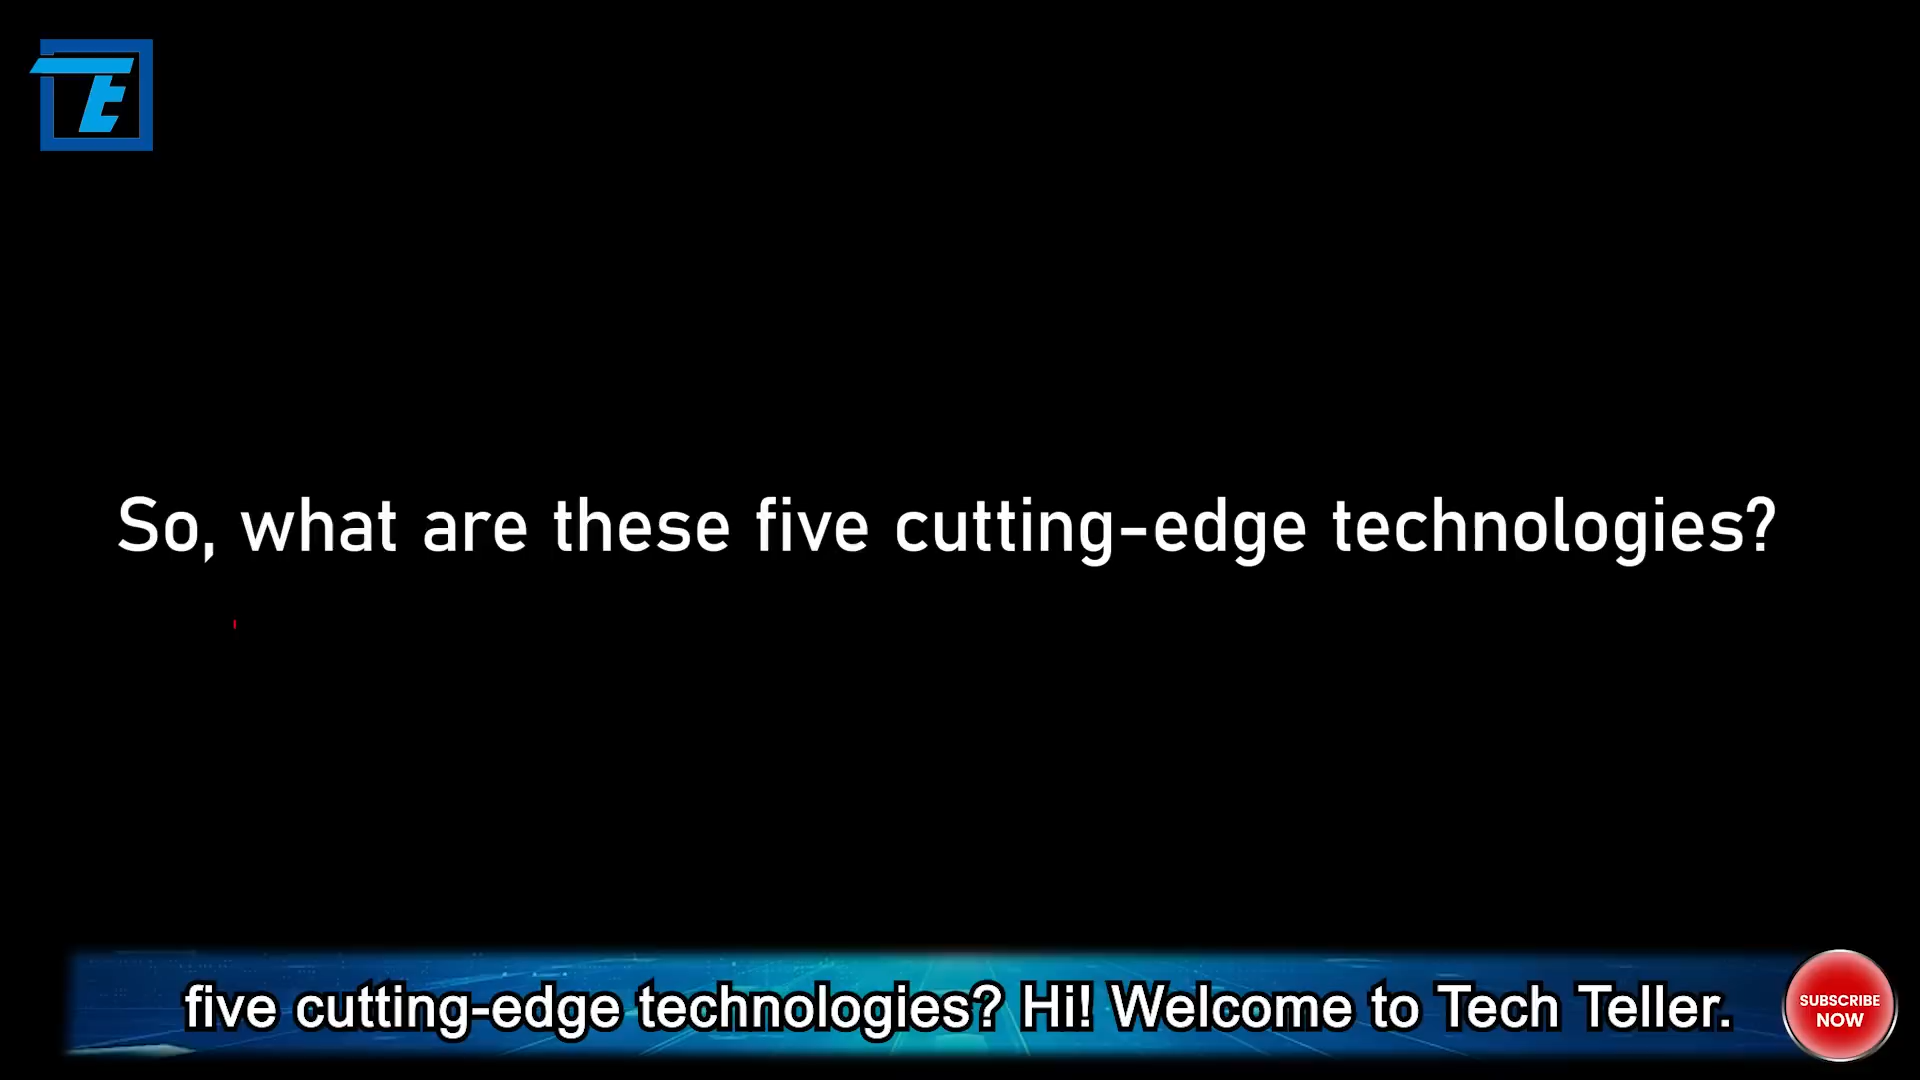 TE
So, what are these five cutting-edge technologies?
five cutting-edge technologies? Hi! Welcome to Tech Teller.
SUBSCRIBE
NOW